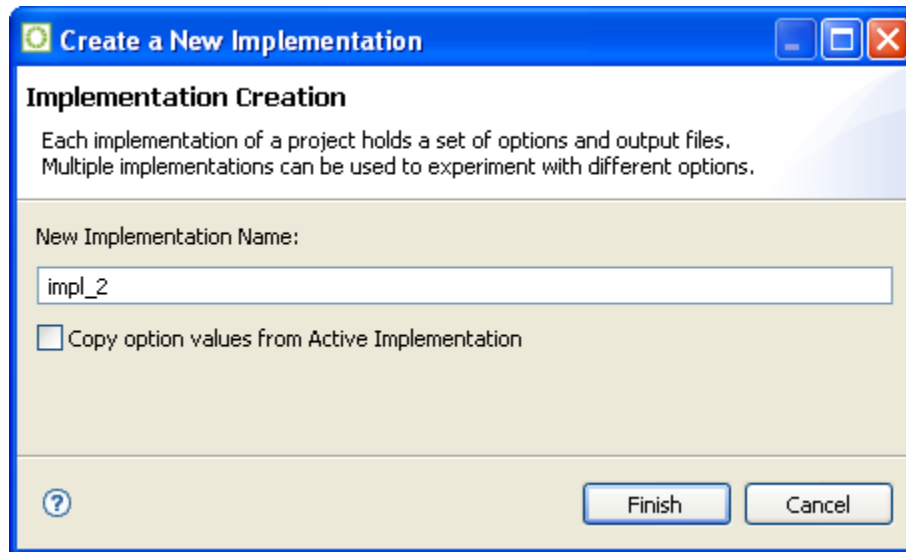 Create a New Implementation
Implementation Creation
Each implementation of a project holds a set of options and output files.
Multiple implementations can be used to experiment with different options.
New Implementation Name:
impl_2
Copy option values from Active Implementation
?
Finish
Cancel